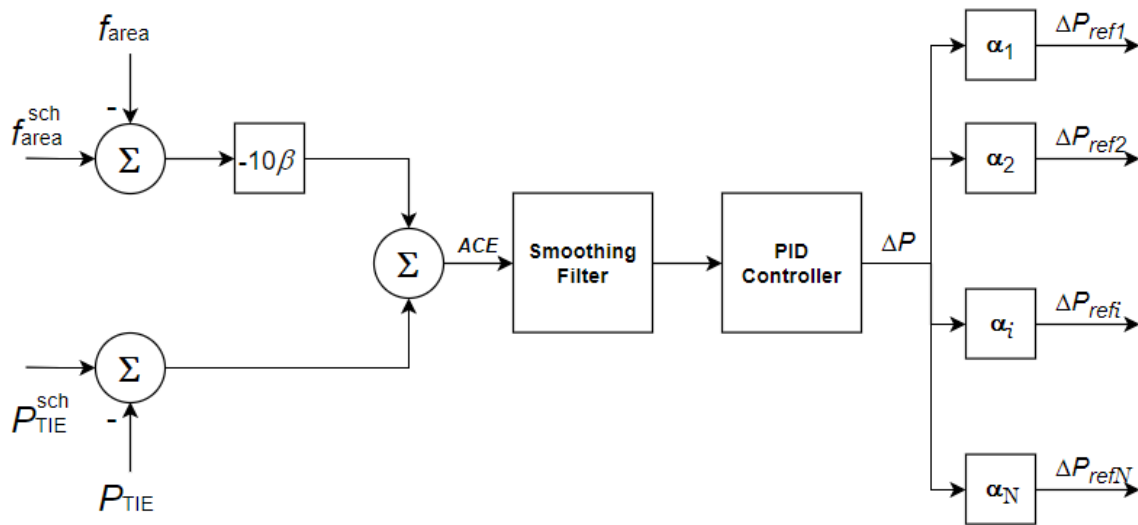 f_area
-
f_area^sch
Σ
-10β
Σ
ACE
Smoothing
Filter
PID
Controller
ΔP
α_1
ΔP_ref1
α_2
ΔP_ref2
α_i
ΔP_refi
α_N
ΔP_refN
Σ
P_TIE^sch
-
P_TIE